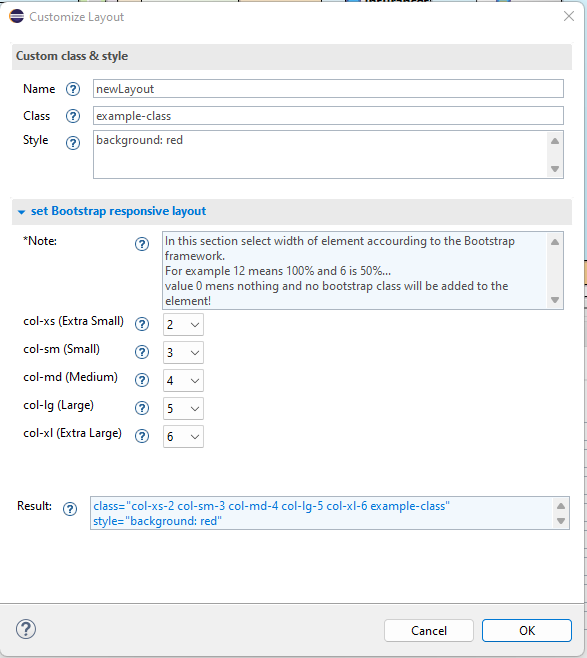 Customize Layout
Custom class & style
Name
newLayout
Class
example-class
Style
background: red
set Bootstrap responsive layout
*Note:
In this section select width of element accourding to the Bootstrap
framework.
For example 12 means 100% and 6 is 50%...
value 0 mens nothing and no bootstrap class will be added to the
element!
col-xs (Extra Small)
2
col-sm (Small)
3
col-md (Medium)
4
col-lg (Large)
5
col-xl (Extra Large)
6
Result:
class="col-xs-2 col-sm-3 col-md-4 col-lg-5 col-xl-6 example-class"
style="background: red"
Cancel
OK